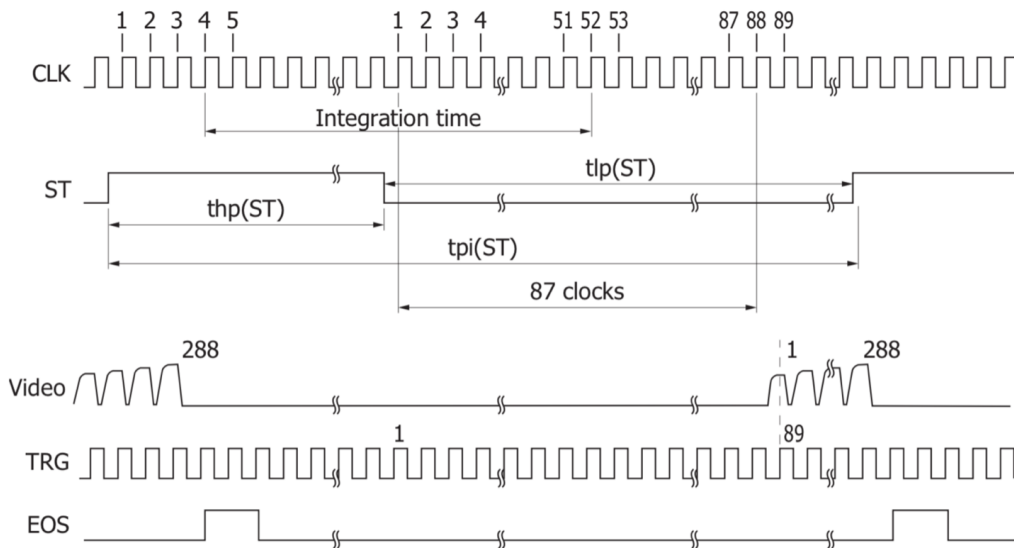 1 2 3 4 5 1 2 3 4 51 52 53 87 88 89
CLK
Integration time
ST
tlp(ST)
thp(ST)
tpi(ST)
87 clocks
288 1 288
Video
1 89
TRG
EOS